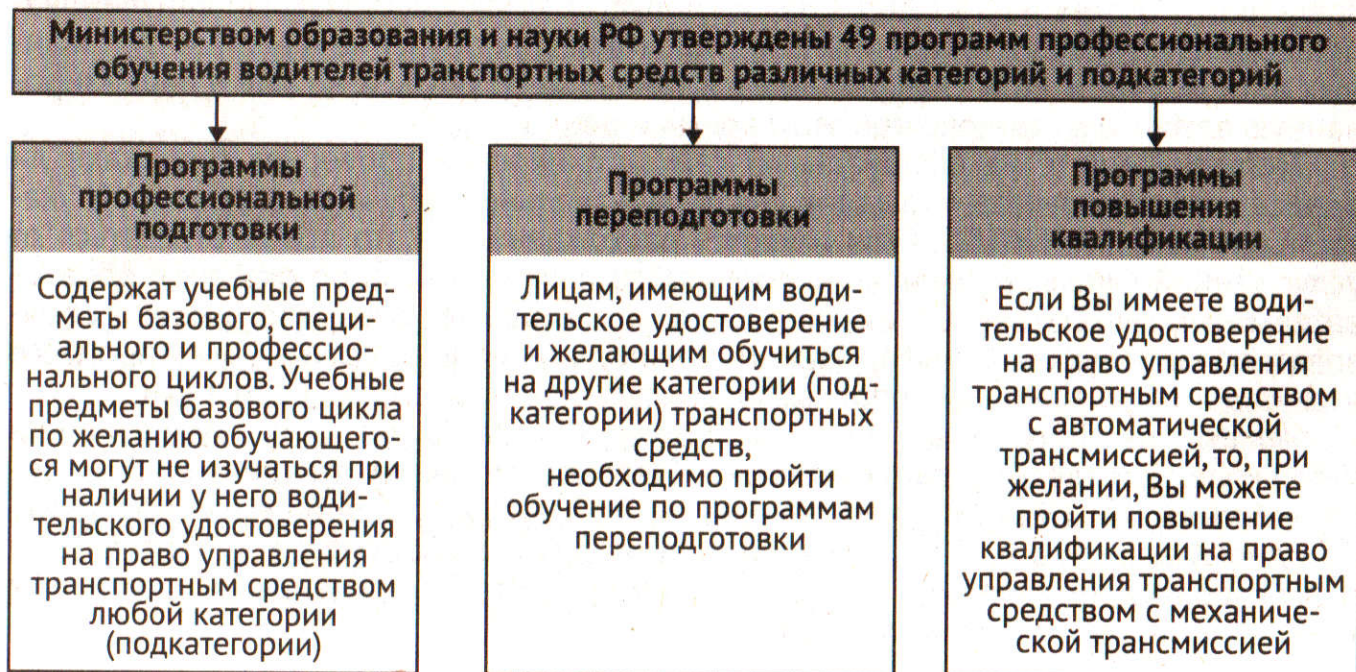 Министерством образования и науки РФ утверждены 49 программ профессионального
обучения водителей транспортных средств различных категорий и подкатегорий
Программы
профессиональной
подготовки
Содержат учебные пред-
меты базового, специ-
ального и профессио-
нального циклов. Учебные
предметы базового цикла
по желанию обучающего-
ся могут не изучаться при
наличии у него води-
тельского удостоверения
на право управления
транспортным средством
любой категории
(подкатегории)
Программы
переподготовки
Лицам, имеющим води-
тельское удостоверение
и желающим обучиться
на другие категории (под-
категории) транспортных
средств,
необходимо пройти
обучение по программам
переподготовки
Программы
повышения
квалификации
Если Вы имеете води-
тельское удостоверение
на право управления
транспортным средством
с автоматической
трансмиссией, то, при
желании, Вы можете
пройти повышение
квалификации на право
управления транспортным
средством с механиче-
ской трансмиссией